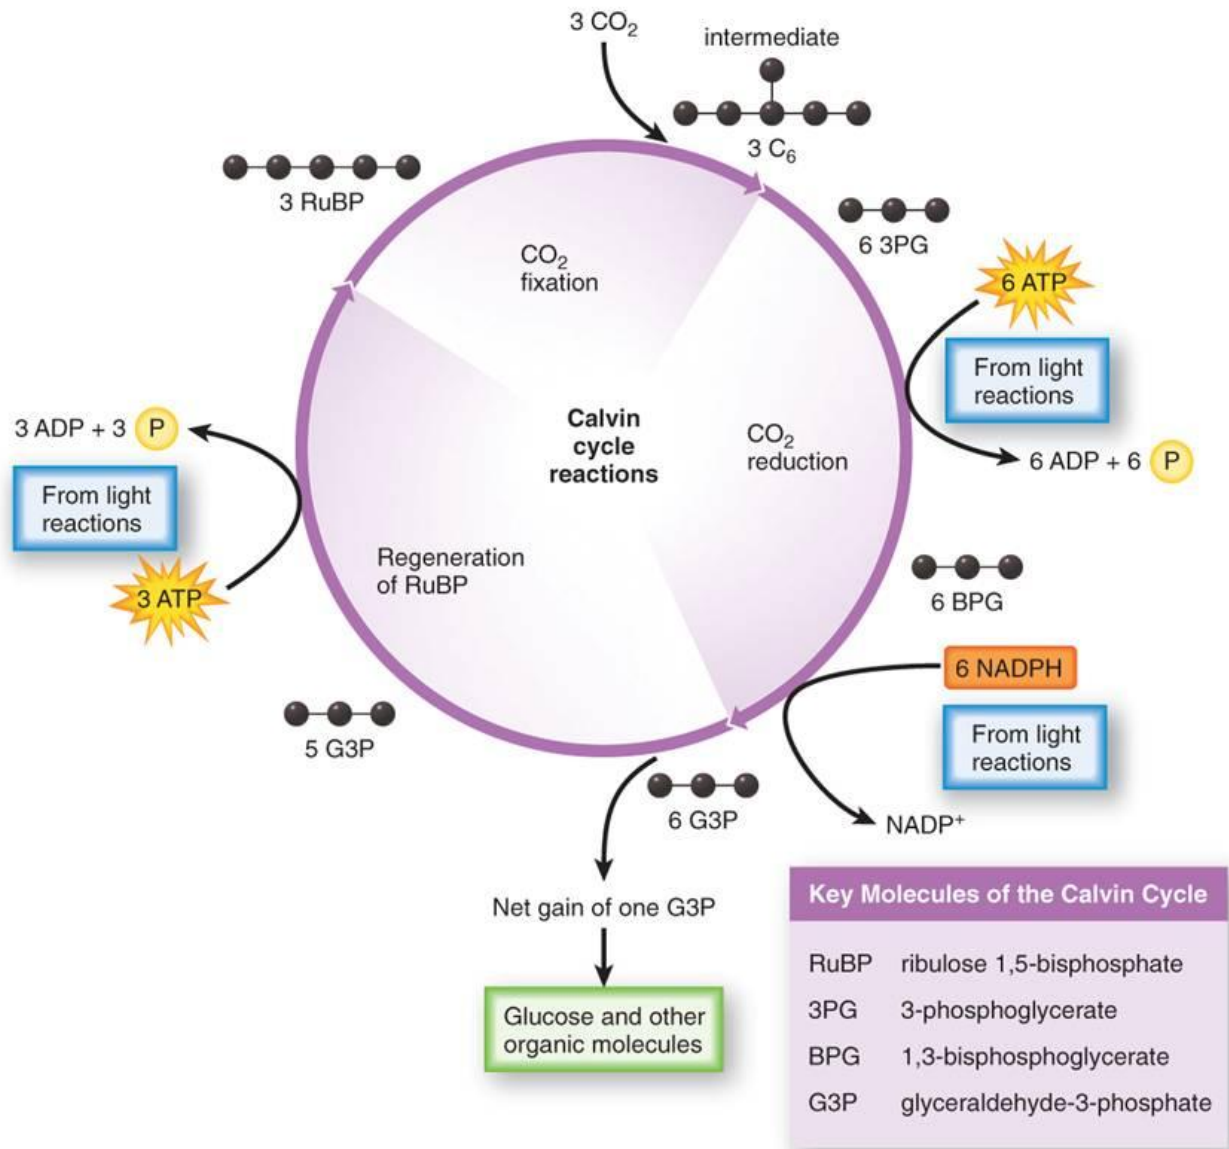 3 CO₂
intermediate
3 C₆
3 RuBP
6 3PG
CO₂
fixation
6 ATP
From light
reactions
6 ADP + 6 P
Calvin
cycle
reactions
CO₂
reduction
3 ADP + 3 P
From light
reactions
3 ATP
Regeneration
of RuBP
6 BPG
6 NADPH
From light
reactions
NADP⁺
5 G3P
6 G3P
Net gain of one G3P
Glucose and other
organic molecules
Key Molecules of the Calvin Cycle
RuBP ribulose 1,5-bisphosphate
3PG 3-phosphoglycerate
BPG 1,3-bisphosphoglycerate
G3P glyceraldehyde-3-phosphate